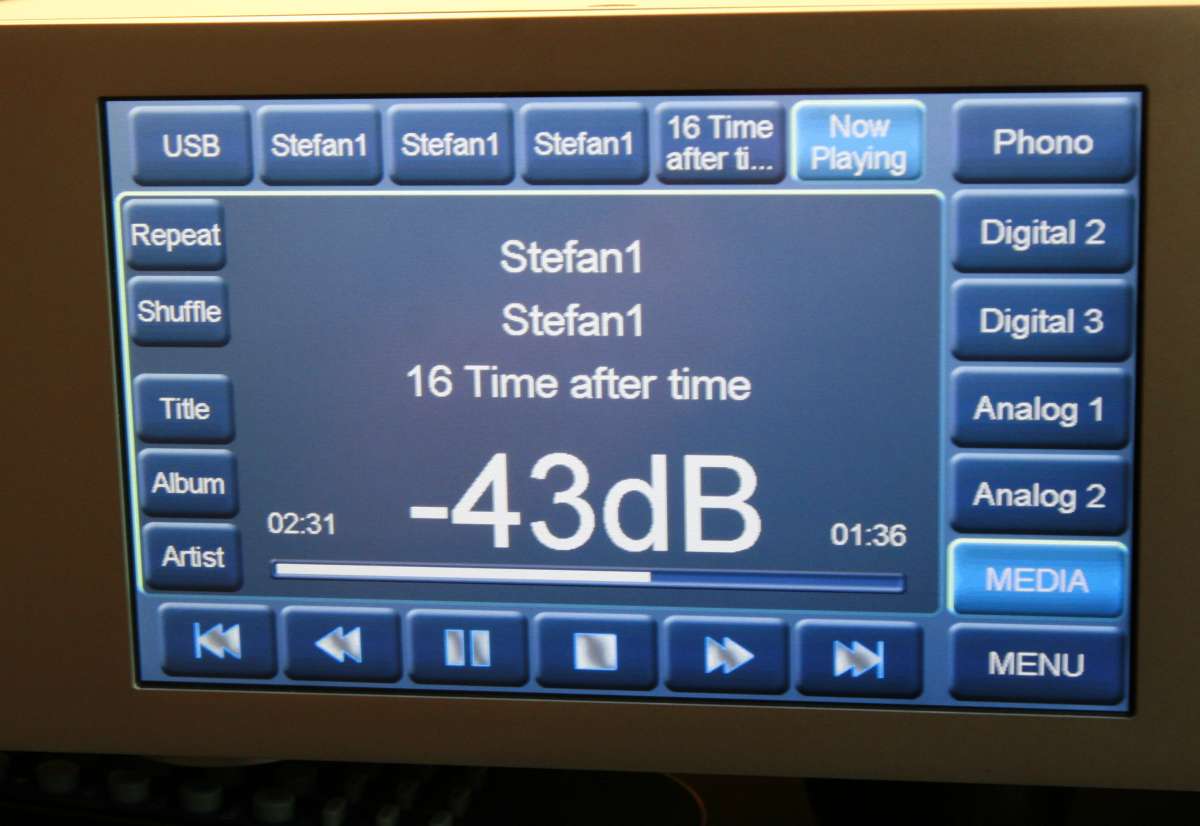 USB
Stefan1
Stefan1
Stefan1
16 Time
after ti...
Now
Playing
Phono
Repeat
Shuffle
Title
Album
Artist
Stefan1
Stefan1
16 Time after time
-43dB
02:31
01:36
Digital 2
Digital 3
Analog 1
Analog 2
MEDIA
MENU